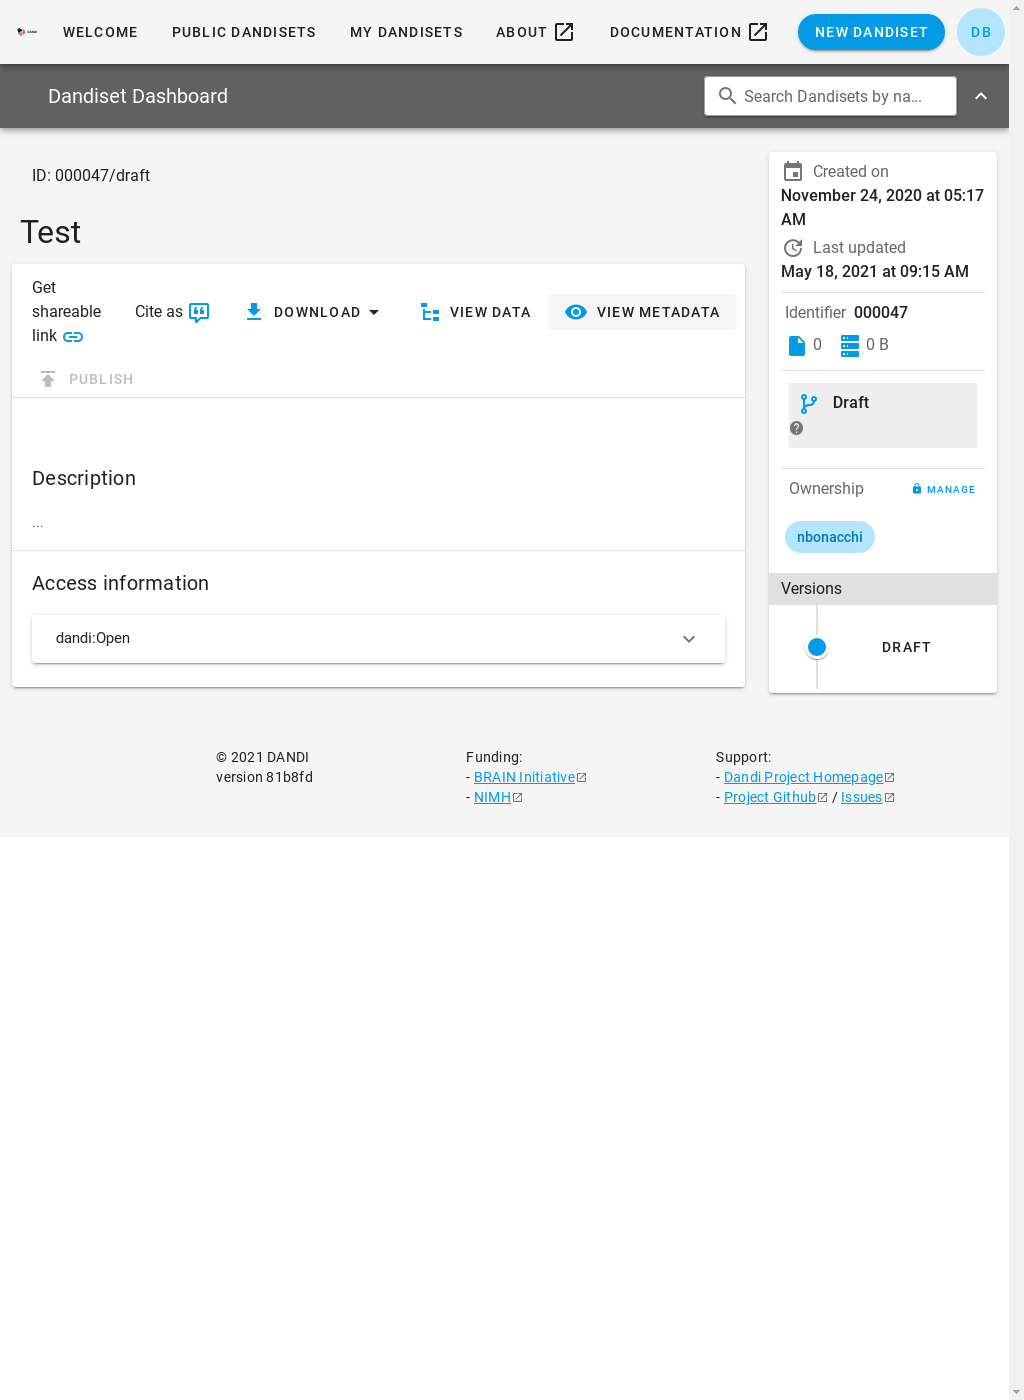 WELCOME
PUBLIC DANDISETS
MY DANDISETS
ABOUT
DOCUMENTATION
NEW DANDISET
DB
Dandiset Dashboard
Search Dandisets by na...
ID: 000047/draft
Test
Get
shareable
link
Cite as
DOWNLOAD
VIEW DATA
VIEW METADATA
PUBLISH
Description
...
Access information
dandi:Open
Created on
November 24, 2020 at 05:17
AM
Last updated
May 18, 2021 at 09:15 AM
Identifier 000047
0
0 B
Draft
Ownership
MANAGE
nbonacchi
Versions
DRAFT
© 2021 DANDI
version 81b8fd
Funding:
- BRAIN Initiative
- NIMH
Support:
- Dandi Project Homepage
- Project Github / Issues